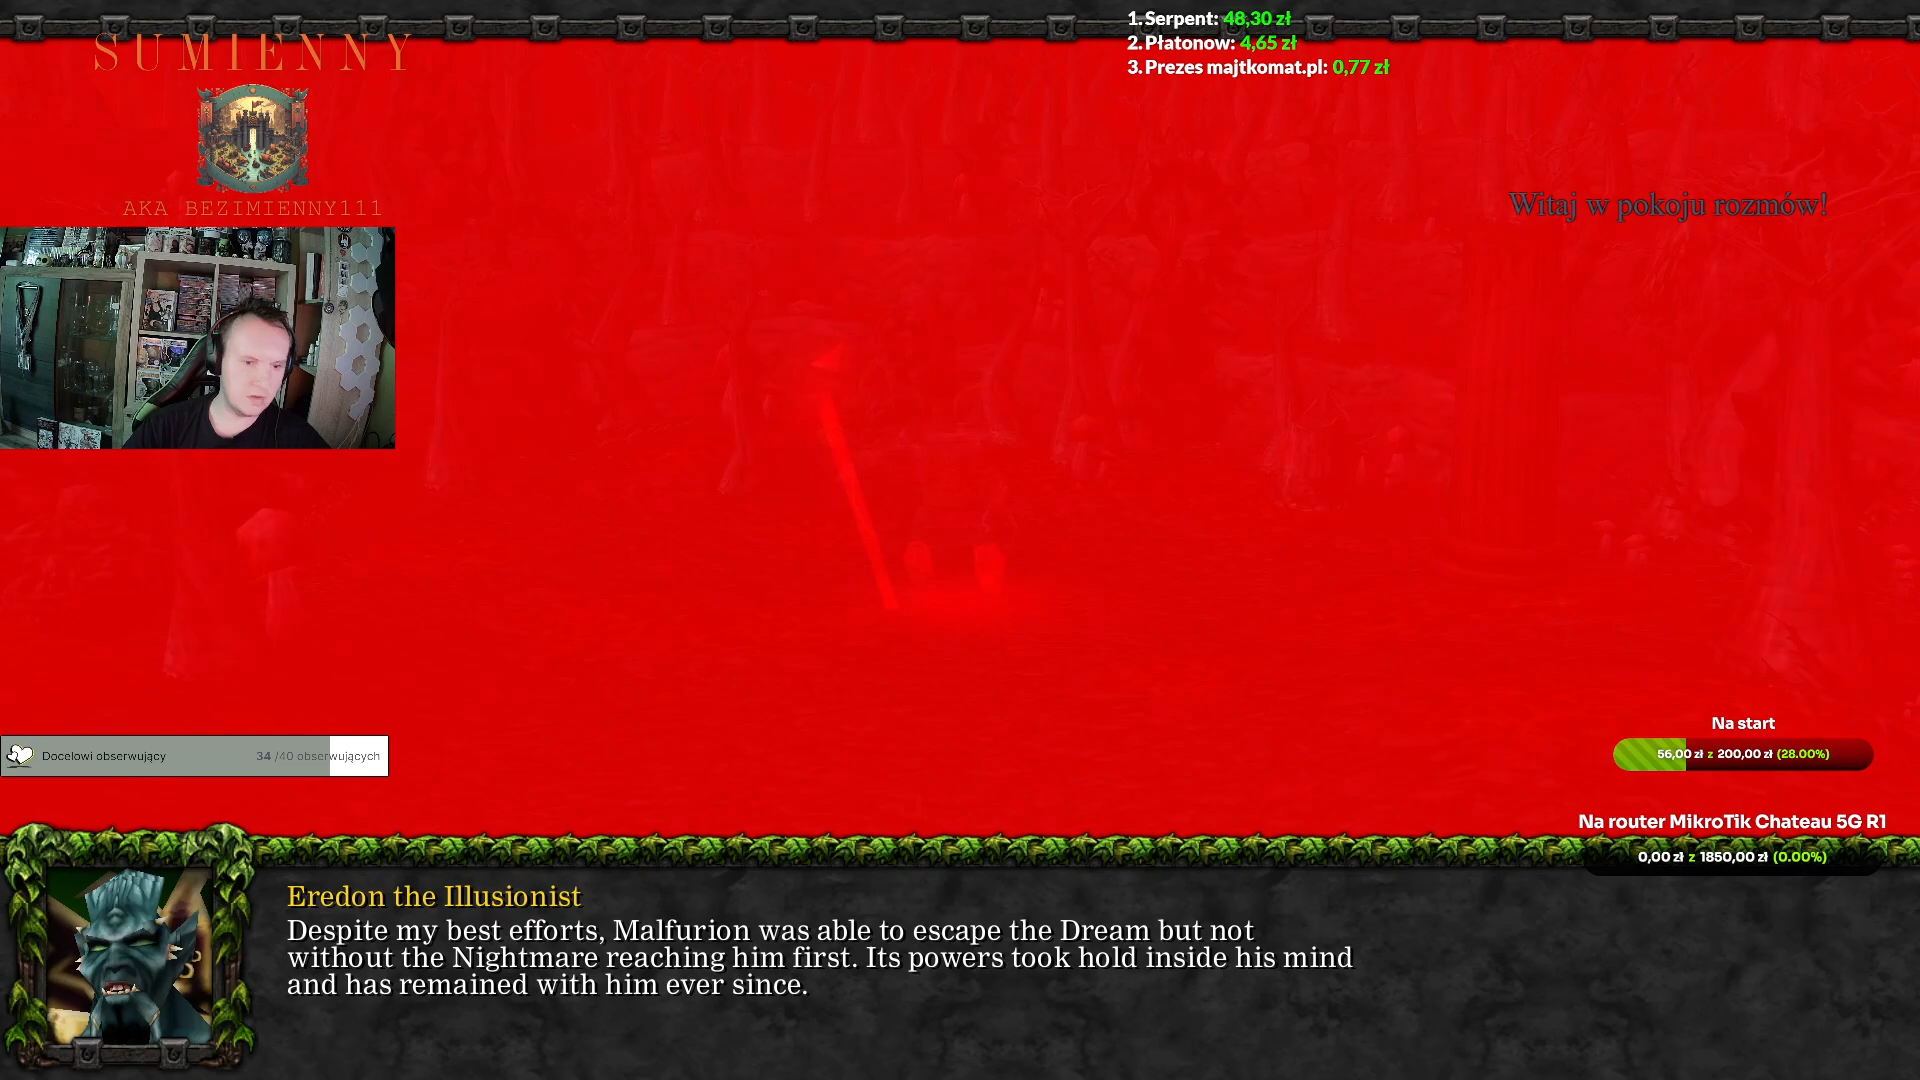 1. Serpent: 48,30 zł
2. Płatonow: 4,65 zł
3. Prezes majtkomat.pl: 0,77 zł
SUMIENNY
AKA BEZIMIENNY111
Witaj w pokoju rozmów!
Na start
56,00 zł z 200,00 zł (28.00%)
Docelowi obserwujący 34 /40 obserwujących
Na router MikroTik Chateau 5G R1
0,00 zł z 1850,00 zł (0.00%)
Eredon the Illusionist
Despite my best efforts, Malfurion was able to escape the Dream but not
without the Nightmare reaching him first. Its powers took hold inside his mind
and has remained with him ever since.